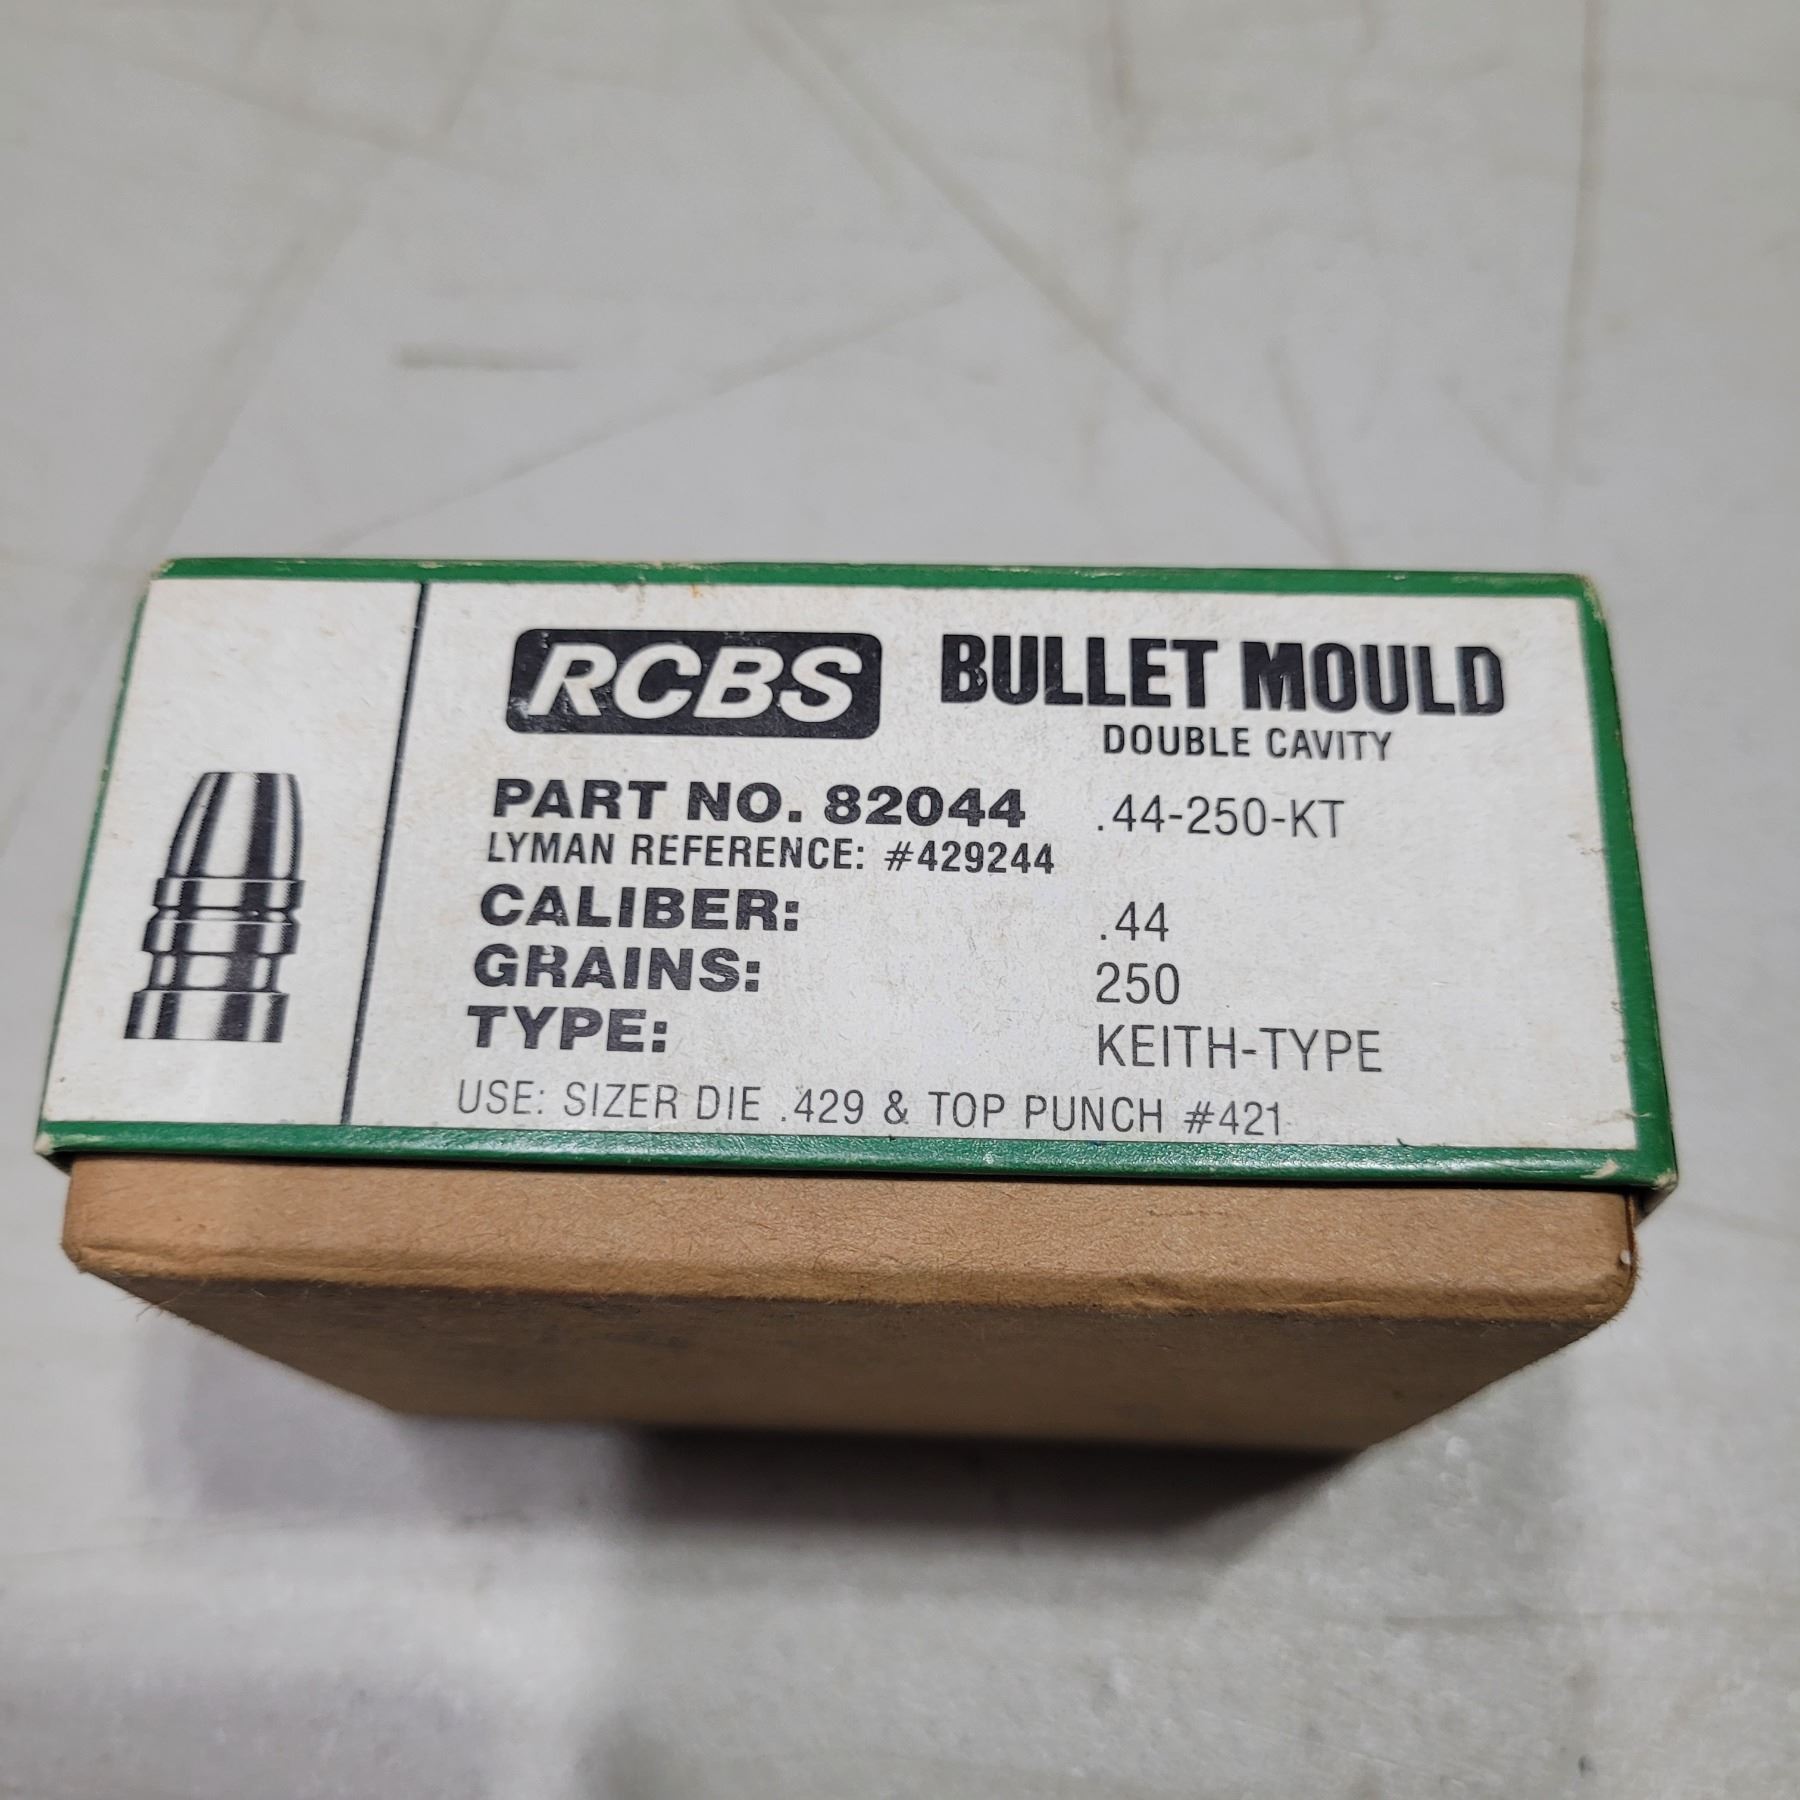 RCBS BULLET MOULD
DOUBLE CAVITY
PART NO. 82044 .44-250-KT
LYMAN REFERENCE: #429244
CALIBER: .44
GRAINS: 250
TYPE: KEITH-TYPE
USE: SIZER DIE .429 & TOP PUNCH #421